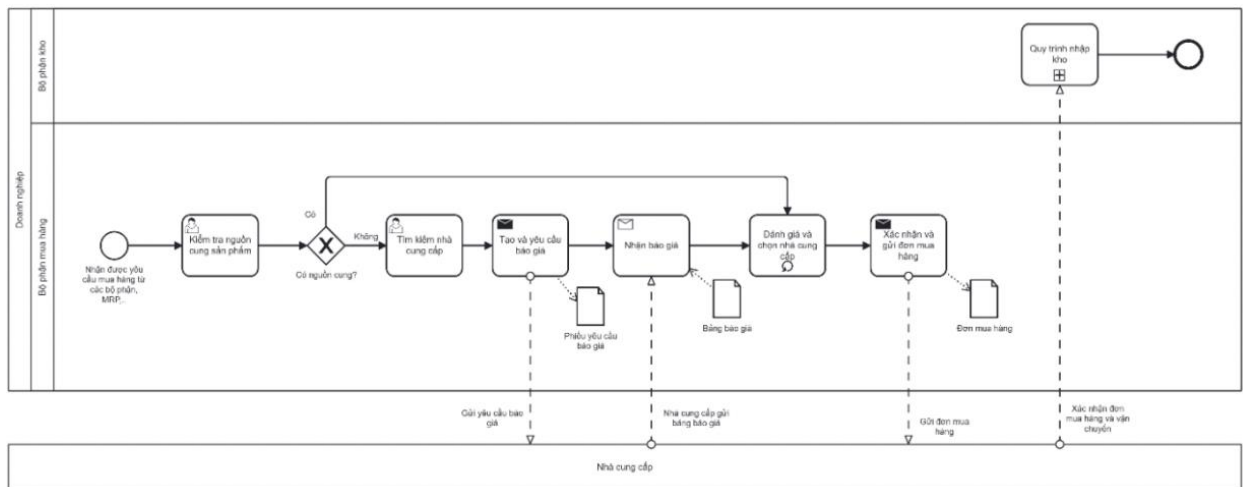 Doanh nghiệp
Bộ phận kho
Quy trình nhập
kho
Bộ phận mua hàng
Nhận được yêu
cầu mua hàng từ
các bộ phận,
MRP,..
Kiểm tra nguồn
cung sản phẩm
Có
Không
Có nguồn cung?
Tìm kiếm nhà
cung cấp
Tạo và yêu cầu
báo giá
Phiếu yêu cầu
báo giá
Nhận báo giá
Bảng báo giá
Đánh giá và
chọn nhà cung
cấp
Xác nhận và
gửi đơn mua
hàng
Đơn mua hàng
Gửi yêu cầu báo
giá
Nhà cung cấp gửi
bảng báo giá
Gửi đơn mua
hàng
Xác nhận đơn
mua hàng và vận
chuyển
Nhà cung cấp